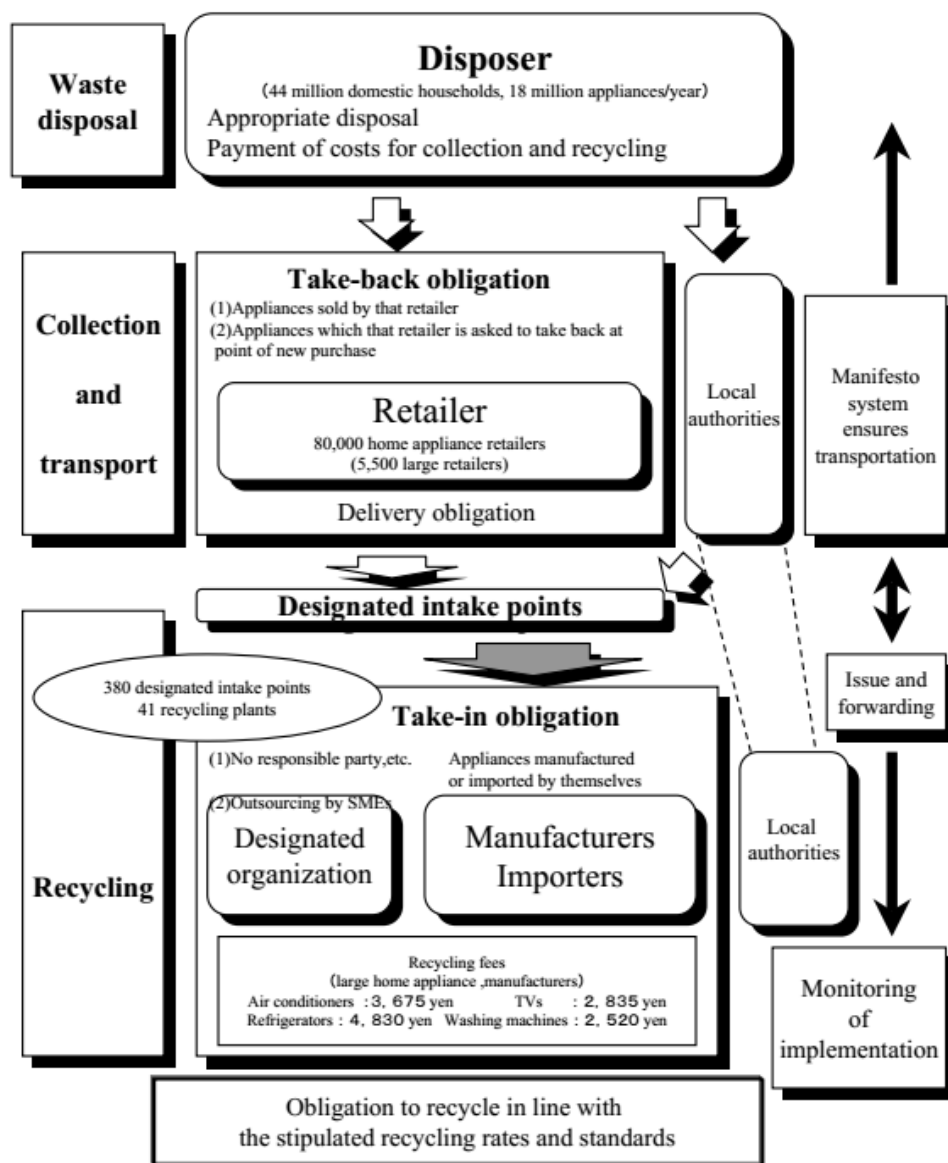 Waste
disposal
Disposer
(44 million domestic households, 18 million appliances/year)
Appropriate disposal
Payment of costs for collection and recycling
Collection
and
transport
Take-back obligation
(1)Appliances sold by that retailer
(2)Appliances which that retailer is asked to take back at
point of new purchase
Retailer
80,000 home appliance retailers
(5,500 large retailers)
Delivery obligation
Local
authorities
Manifesto
system
ensures
transportation
Designated intake points
380 designated intake points
41 recycling plants
Issue and
forwarding
Recycling
Take-in obligation
(1)No responsible party,etc.
(2)Outsourcing by SMEs
Appliances manufactured
or imported by themselves
Designated
organization
Manufacturers
Importers
Local
authorities
Recycling fees
(large home appliance ,manufacturers)
Air conditioners :3, 675 yen TVs : 2, 835 yen
Refrigerators : 4, 830 yen Washing machines : 2, 520 yen
Monitoring
of
implementation
Obligation to recycle in line with
the stipulated recycling rates and standards